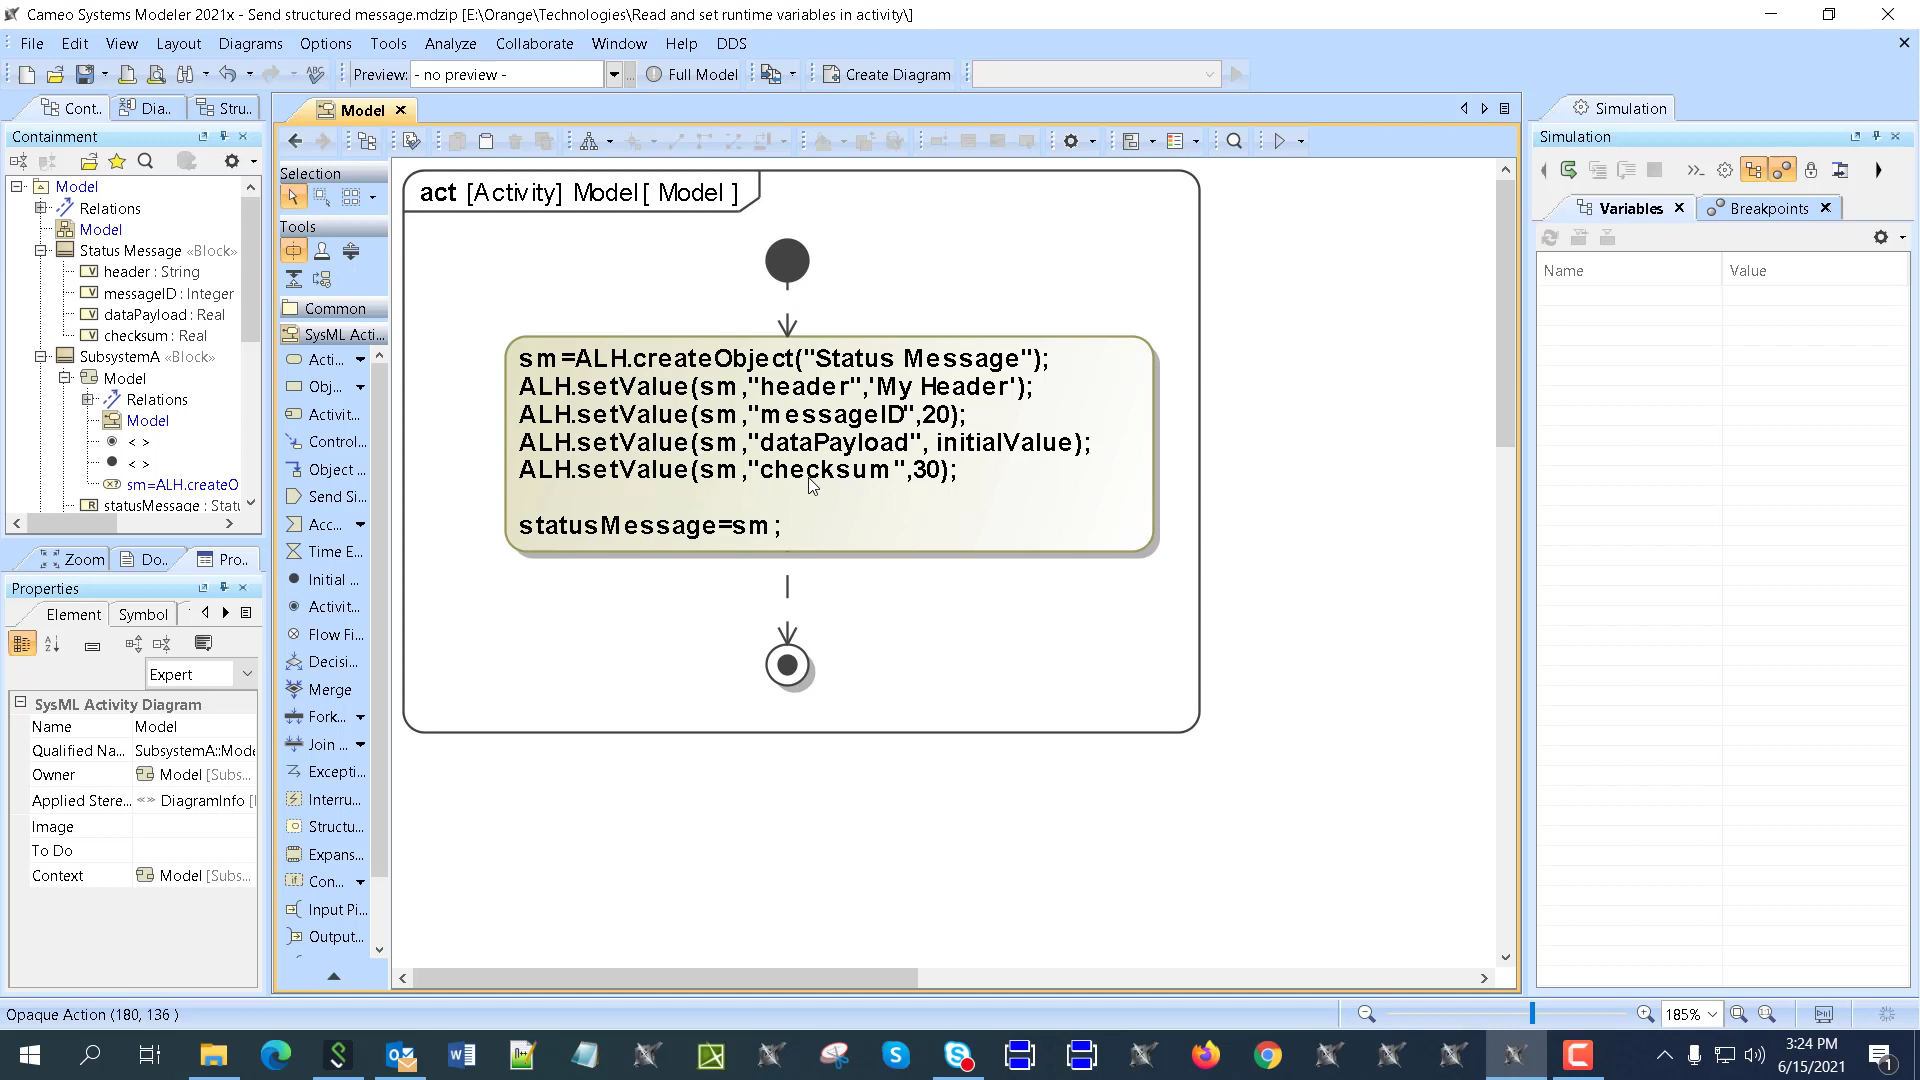 Cameo Systems Modeler 2021x - Send structured message.mdzip [E:\Orange\Technologies\Read and set runtime variables in activity\]
File Edit View Layout Diagrams Options Tools Analyze Collaborate Window Help DDS
Preview: - no preview - ... Full Model Create Diagram
Cont.. Dia.. Stru..
Containment
Model
Relations
Model
Status Message «Block»
header : String
messageID : Integer
dataPayload : Real
checksum : Real
SubsystemA «Block»
Model
Relations
Model
< >
< >
sm=ALH.createO
statusMessage : Statu
Zoom Do.. Pro..
Properties
Element Symbol
Expert
SysML Activity Diagram
Name Model
Qualified Na... SubsystemA::Mode
Owner Model [Subs...
Applied Stere... «» DiagramInfo [
Image
To Do
Context Model [Subs...
Model
Selection
Tools
Common
SysML Acti...
Acti...
Obj...
Activit...
Control...
Object ...
Send Si...
Acc...
Time E...
Initial ...
Activit...
Flow Fi...
Decisi...
Merge
Fork...
Join ...
Excepti...
Interru...
Structu...
Expans...
Con...
Input Pi...
Output...
act [Activity] Model [ Model ]
sm=ALH.createObject("Status Message");
ALH.setValue(sm,"header",'My Header');
ALH.setValue(sm,"messageID",20);
ALH.setValue(sm,"dataPayload", initialValue);
ALH.setValue(sm,"checksum",30);
statusMessage=sm;
Simulation
Simulation
Variables Breakpoints
Name Value
Opaque Action (180, 136 )
185%
3:24 PM
6/15/2021
1